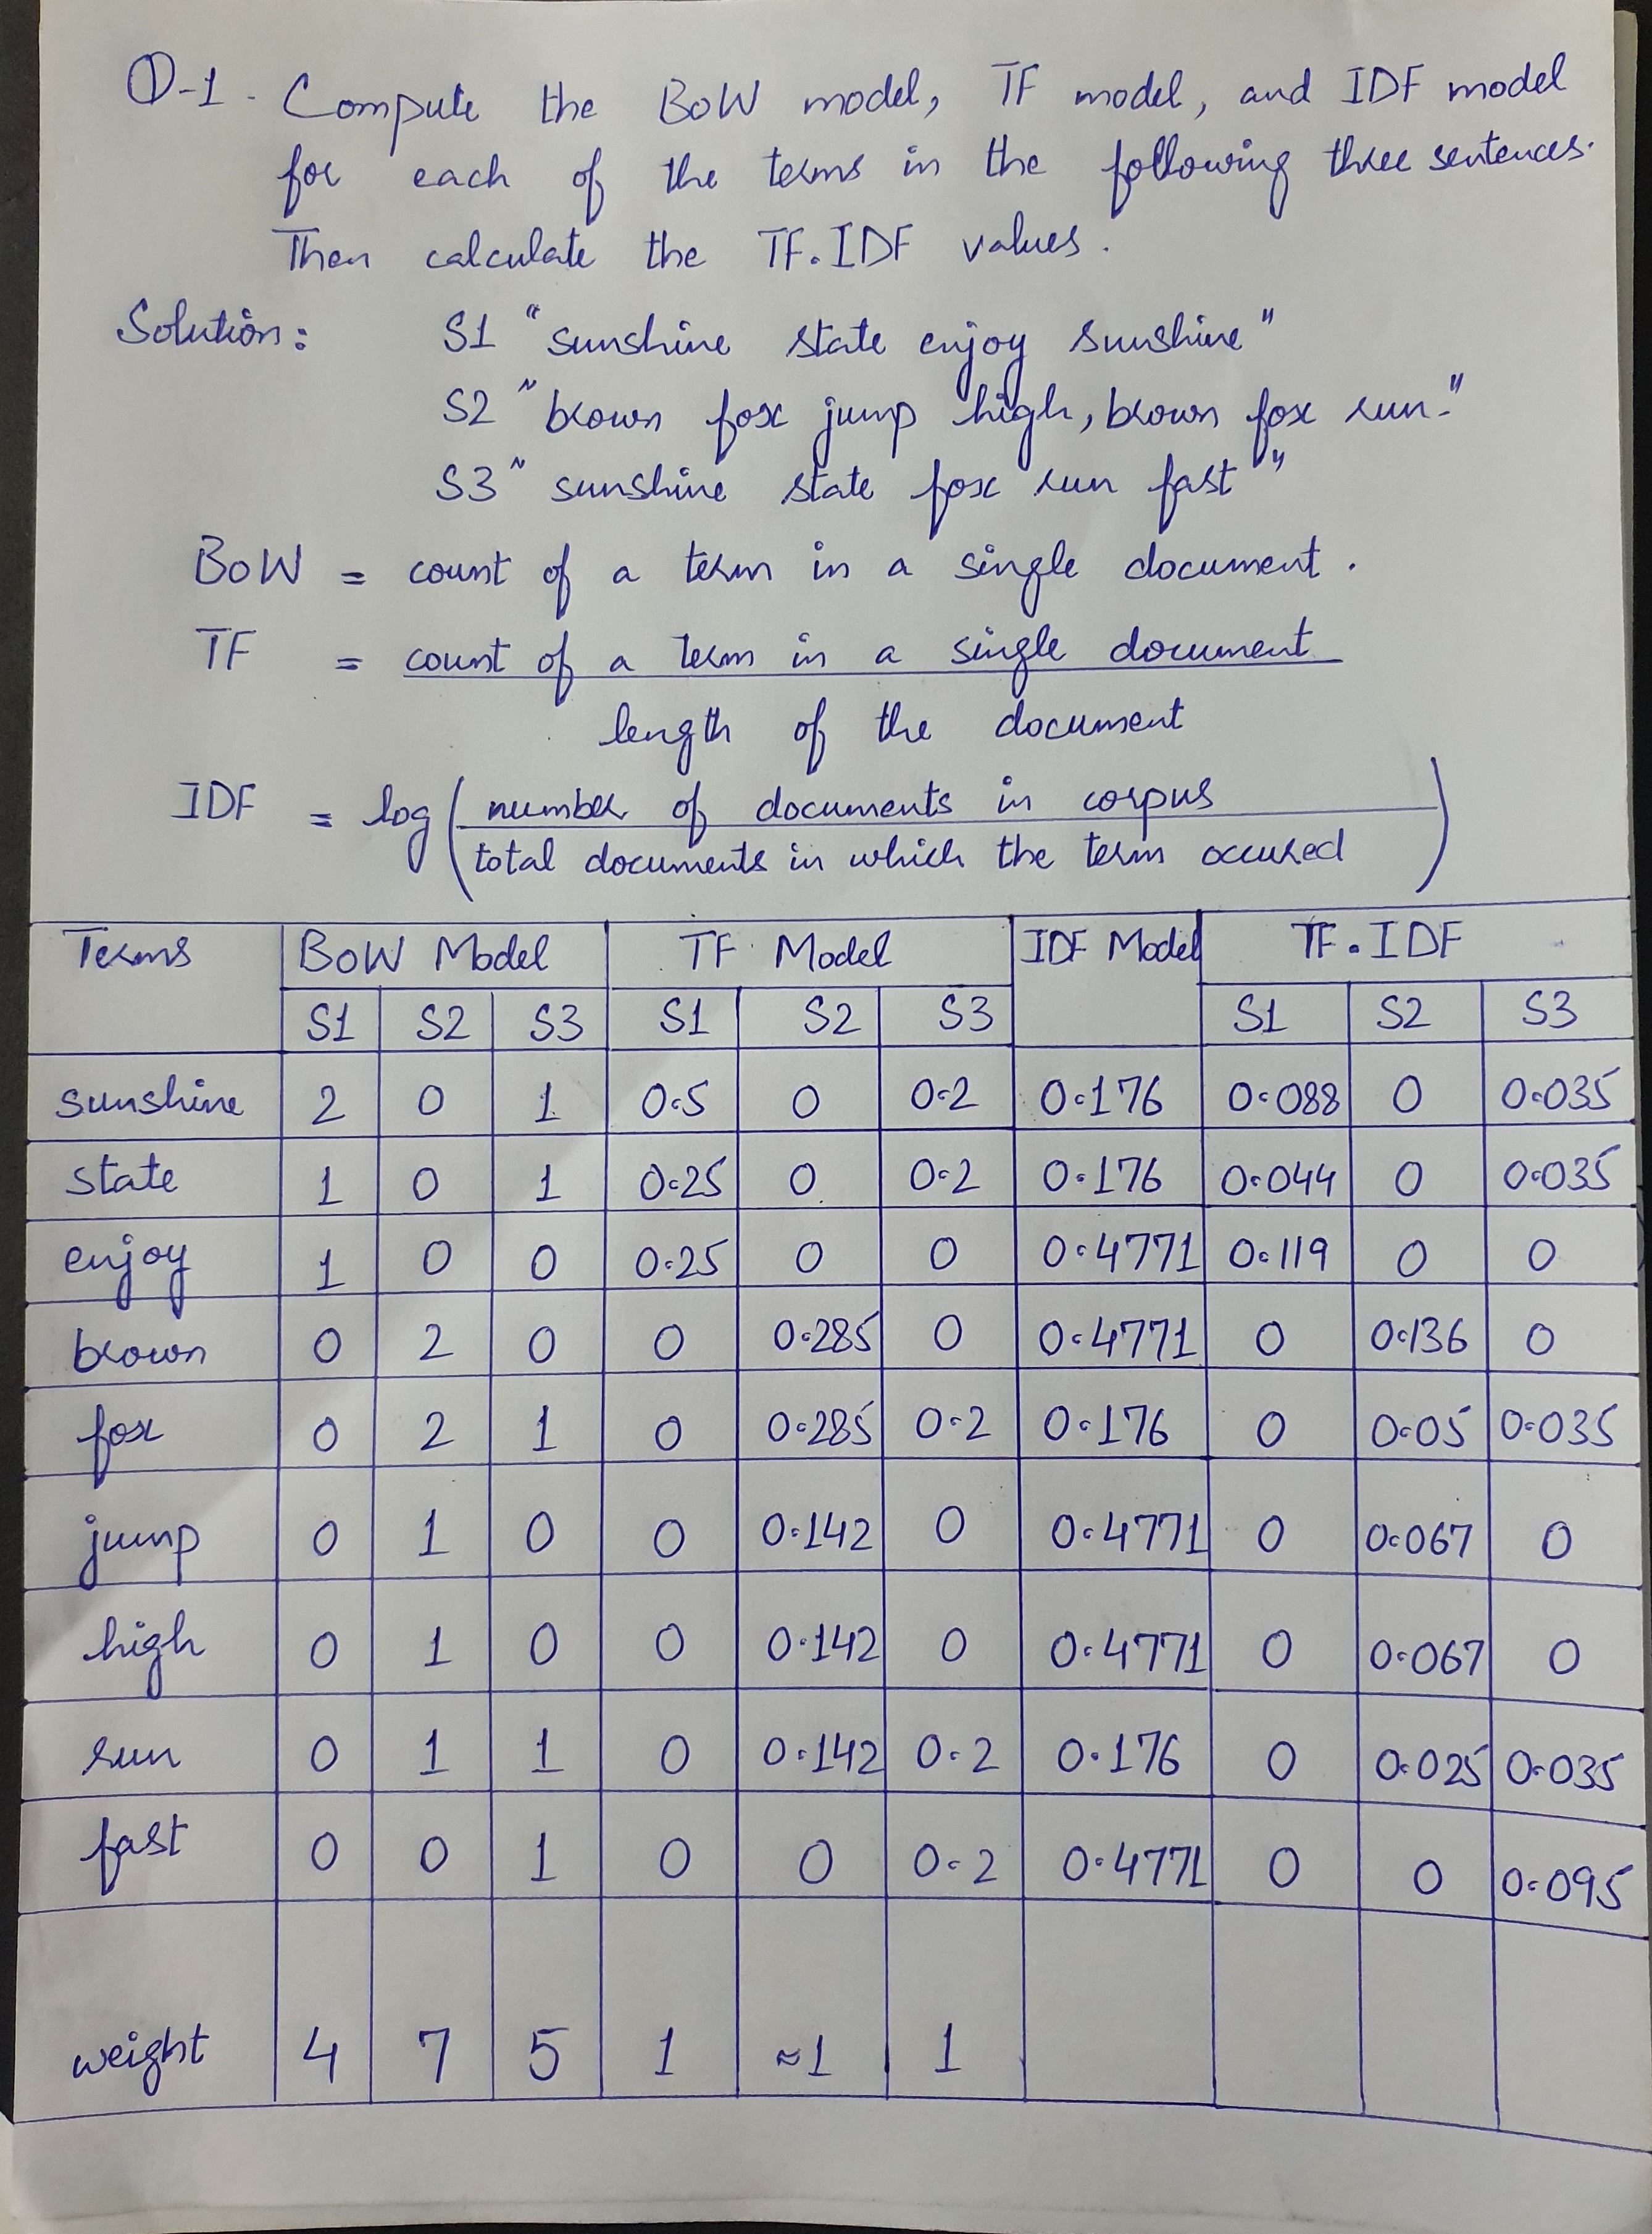 Q-1. Compute the BoW model, TF model, and IDF model
for each of the terms in the following three sentences.
Then calculate the TF.IDF values.
Solution: S1 "sunshine state enjoy sunshine"
S2 "brown fox jump high, brown fox run."
S3 "sunshine state fox run fast"
BoW = count of a term in a single document.
TF = count of a term in a single document
length of the document
IDF = log ( number of documents in corpus
total documents in which the term occured )
Terms BoW Model TF Model IDF Model TF.IDF
S1 S2 S3 S1 S2 S3 S1 S2 S3
sunshine 2 0 1 0.5 0 0.2 0.176 0.088 0 0.035
state 1 0 1 0.25 0 0.2 0.176 0.044 0 0.035
enjoy 1 0 0 0.25 0 0 0.4771 0.119 0 0
brown 0 2 0 0 0.285 0 0.4771 0 0.136 0
fox 0 2 1 0 0.285 0.2 0.176 0 0.05 0.035
jump 0 1 0 0 0.142 0 0.4771 0 0.067 0
high 0 1 0 0 0.142 0 0.4771 0 0.067 0
run 0 1 1 0 0.142 0.2 0.176 0 0.025 0.035
fast 0 0 1 0 0 0.2 0.4771 0 0 0.095
weight 4 7 5 1 ≈1 1